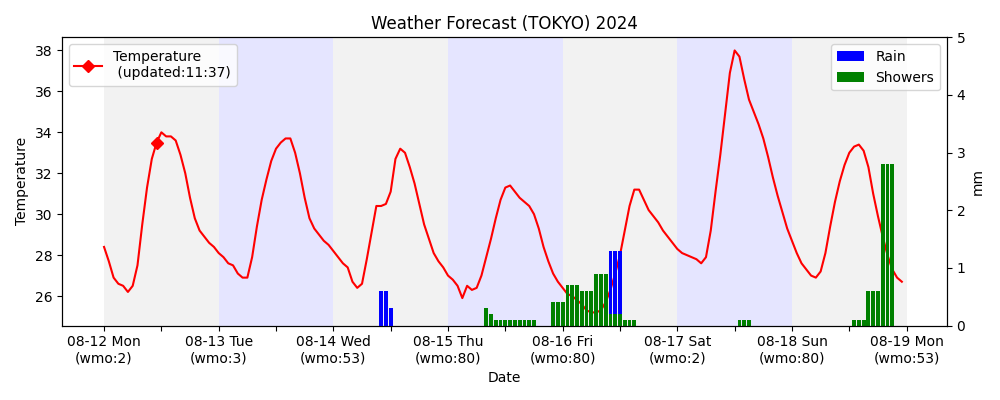 Weather Forecast (TOKYO) 2024
Temperature
(updated:11:37)
Rain
Showers
Temperature
38
36
34
32
30
28
26
mm
5
4
3
2
1
0
08-12 Mon
(wmo:2)
08-13 Tue
(wmo:3)
08-14 Wed
(wmo:53)
08-15 Thu
(wmo:80)
08-16 Fri
(wmo:80)
08-17 Sat
(wmo:2)
08-18 Sun
(wmo:80)
08-19 Mon
(wmo:53)
Date